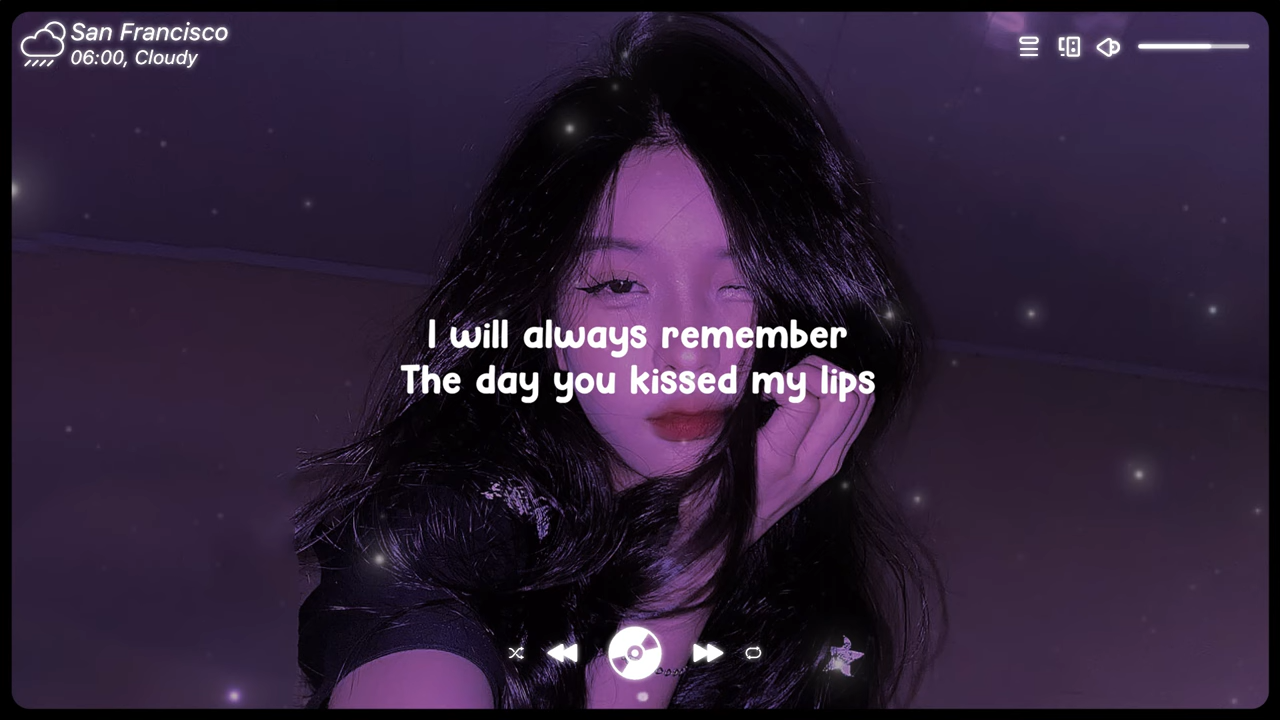 San Francisco
06:00, Cloudy
I will always remember
The day you kissed my lips